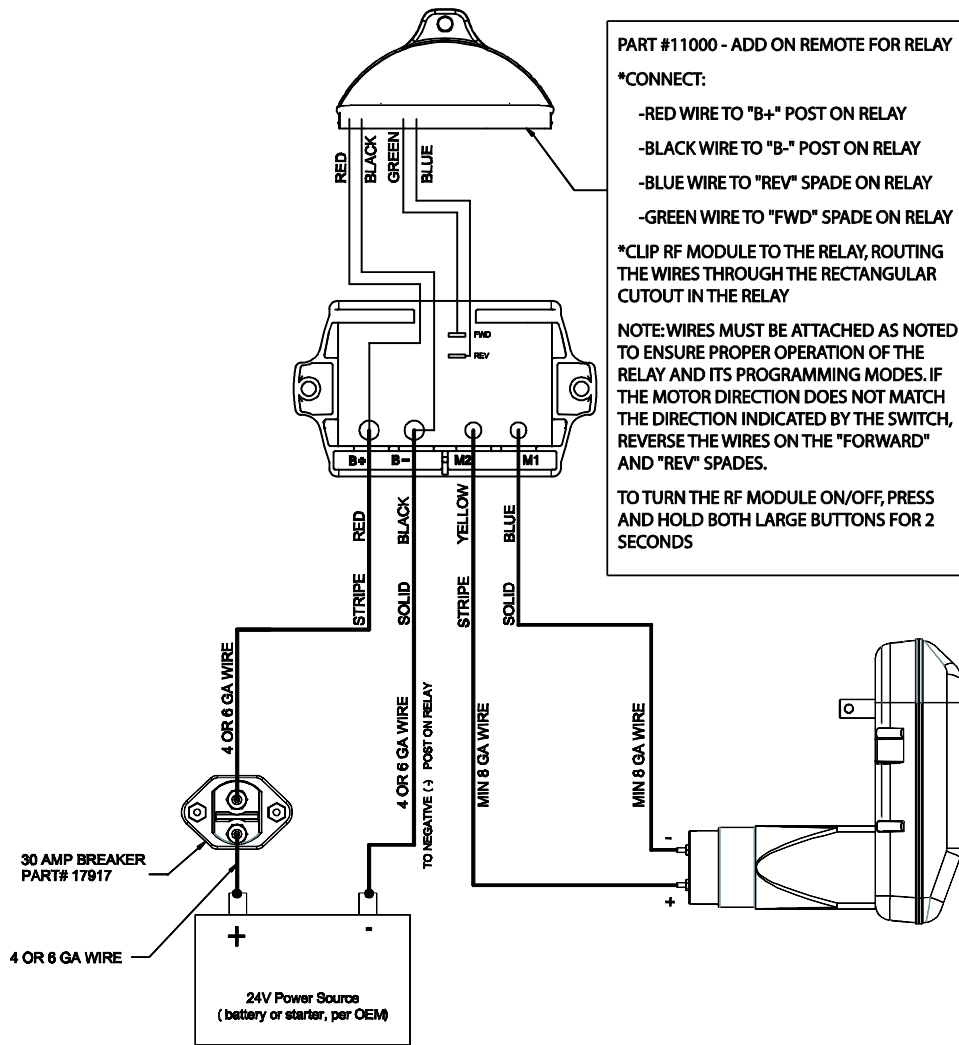 PART #11000 - ADD ON REMOTE FOR RELAY
*CONNECT:
-RED WIRE TO "B+" POST ON RELAY
-BLACK WIRE TO "B-" POST ON RELAY
-BLUE WIRE TO "REV" SPADE ON RELAY
-GREEN WIRE TO "FWD" SPADE ON RELAY
*CLIP RF MODULE TO THE RELAY, ROUTING
THE WIRES THROUGH THE RECTANGULAR
CUTOUT IN THE RELAY
NOTE: WIRES MUST BE ATTACHED AS NOTED
TO ENSURE PROPER OPERATION OF THE
RELAY AND ITS PROGRAMMING MODES. IF
THE MOTOR DIRECTION DOES NOT MATCH
THE DIRECTION INDICATED BY THE SWITCH,
REVERSE THE WIRES ON THE "FORWARD"
AND "REV" SPADES.
TO TURN THE RF MODULE ON/OFF, PRESS
AND HOLD BOTH LARGE BUTTONS FOR 2
SECONDS
RED
BLACK
GREEN
BLUE
FWD
REV
B+
B-
M2
M1
STRIPE RED
SOLID BLACK
STRIPE YELLOW
SOLID BLUE
4 OR 6 GA WIRE
4 OR 6 GA WIRE
TO NEGATIVE (-) POST ON RELAY
MIN 8 GA WIRE
MIN 8 GA WIRE
-
+
30 AMP BREAKER
PART# 17917
4 OR 6 GA WIRE
+
-
24V Power Source
( battery or starter, per OEM)